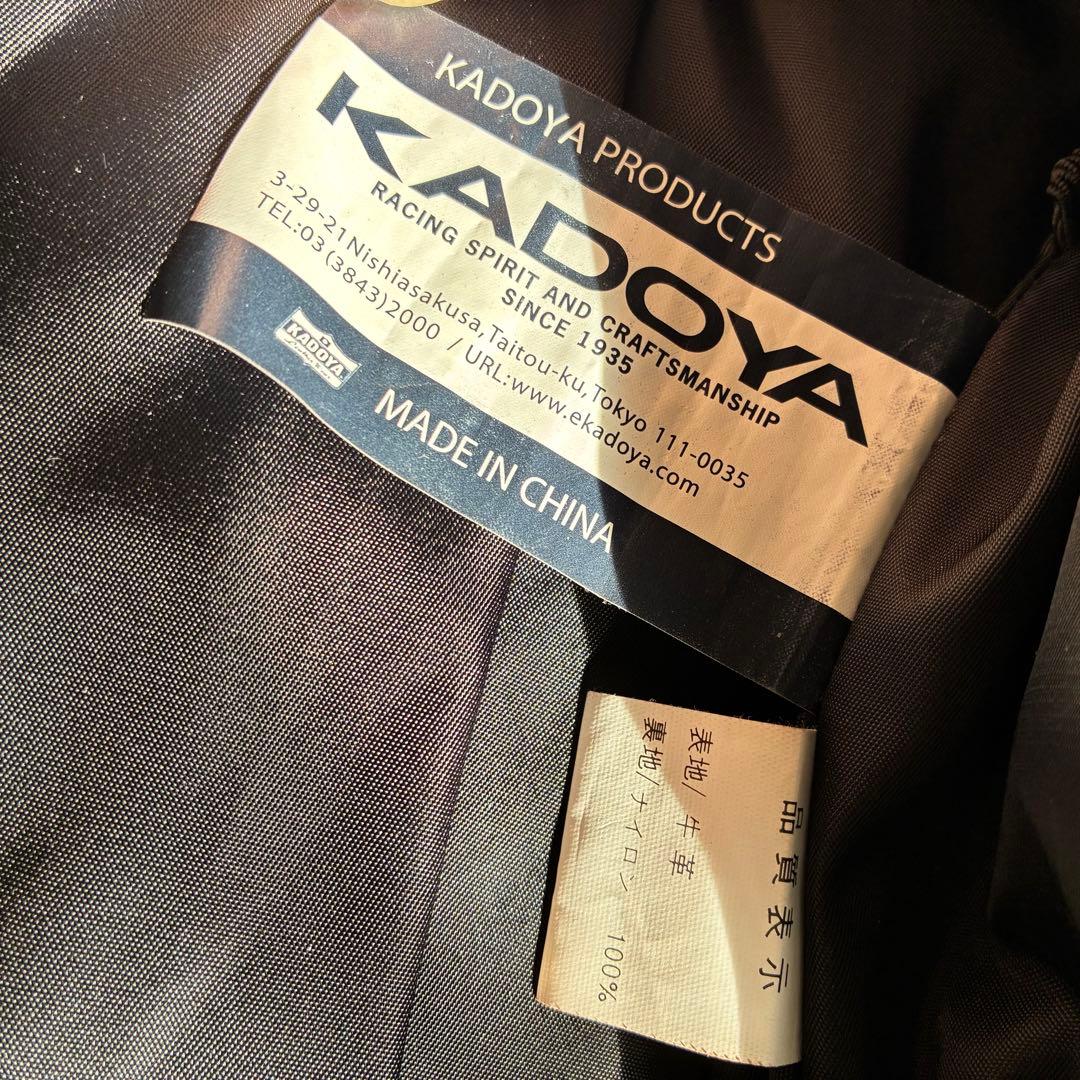 KADOYA PRODUCTS
KADOYA
RACING SPIRIT AND CRAFTSMANSHIP
SINCE 1935
3-29-21Nishiasakusa,Taitou-ku,Tokyo 111-0035
TEL:03(3843)2000 / URL:www.ekadoya.com
KADOYA
MADE IN CHINA
品質表示
表地/ 牛革
裏地/ナイロン 100%